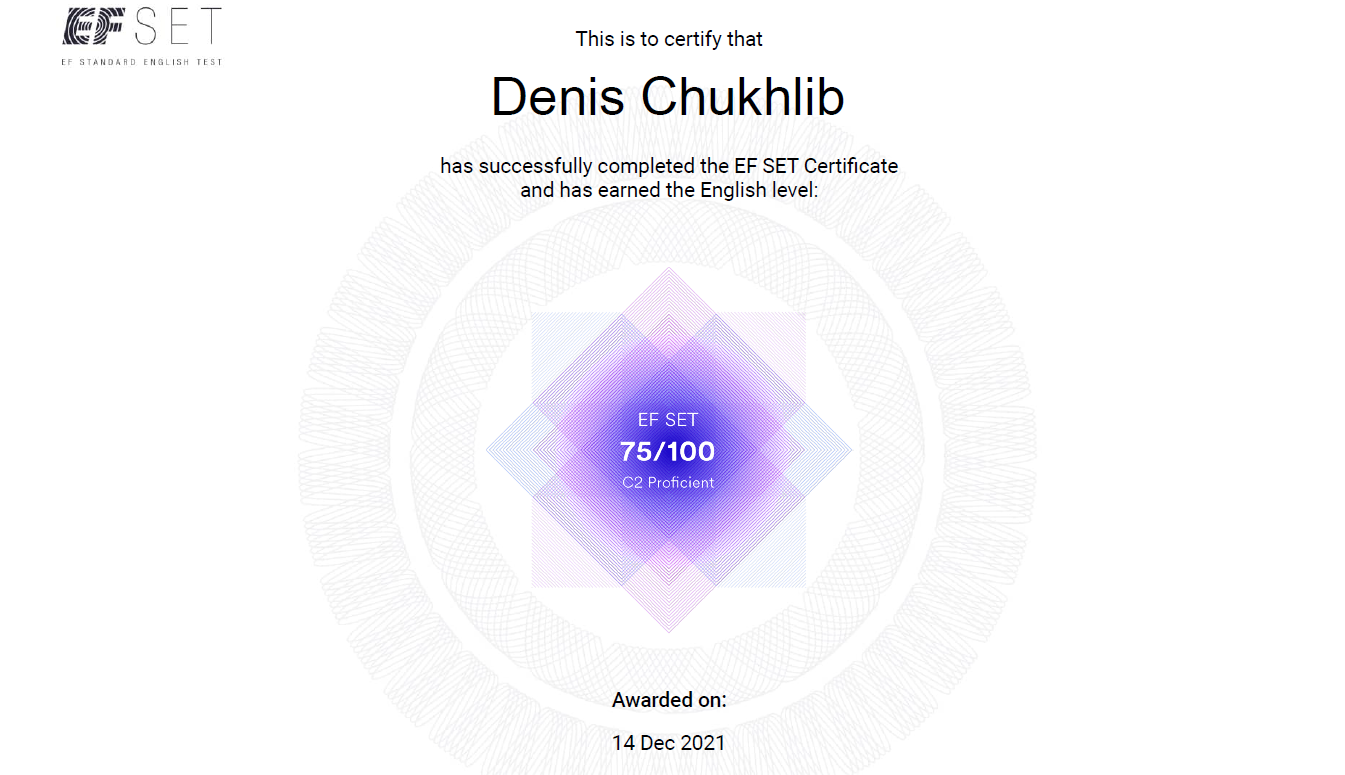 EF SET
EF STANDARD ENGLISH TEST
This is to certify that
Denis Chukhlib
has successfully completed the EF SET Certificate
and has earned the English level:
EF SET
75/100
C2 Proficient
Awarded on:
14 Dec 2021